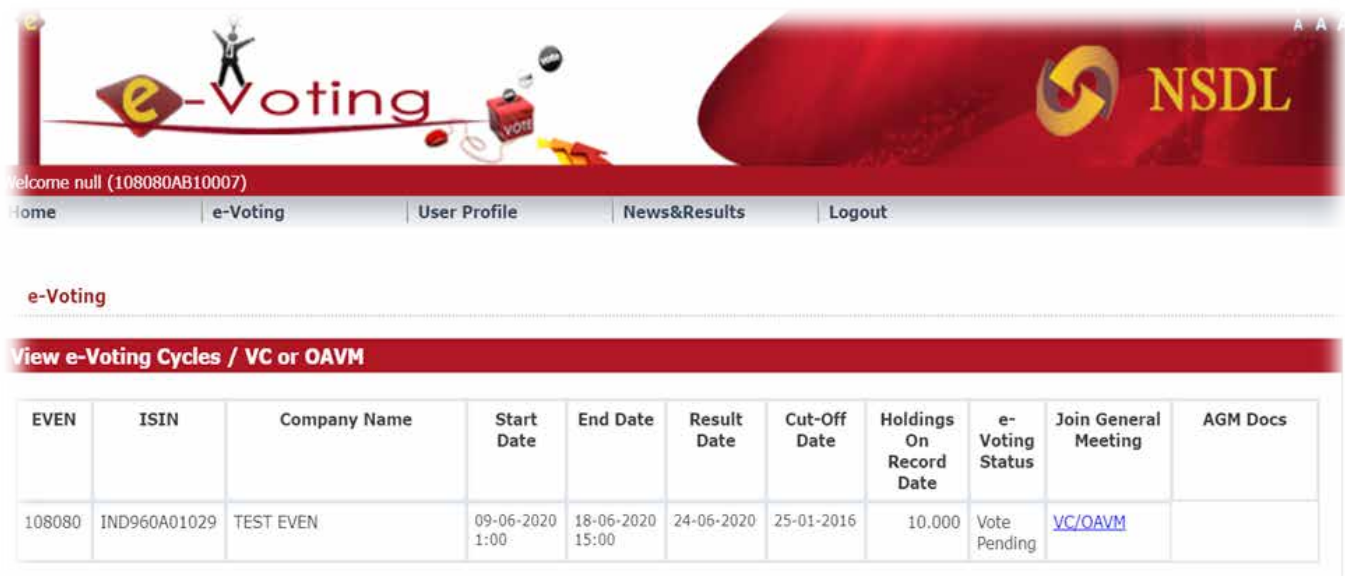 e
A A A
e-Voting
VOTE
VOTE
NSDL
Welcome null (108080AB10007)
Home e-Voting User Profile News&Results Logout
e-Voting
View e-Voting Cycles / VC or OAVM
EVEN ISIN Company Name Start Date End Date Result Date Cut-Off Date Holdings On Record Date e-Voting Status Join General Meeting AGM Docs
108080 IND960A01029 TEST EVEN 09-06-2020 1:00 18-06-2020 15:00 24-06-2020 25-01-2016 10.000 Vote Pending VC/OAVM